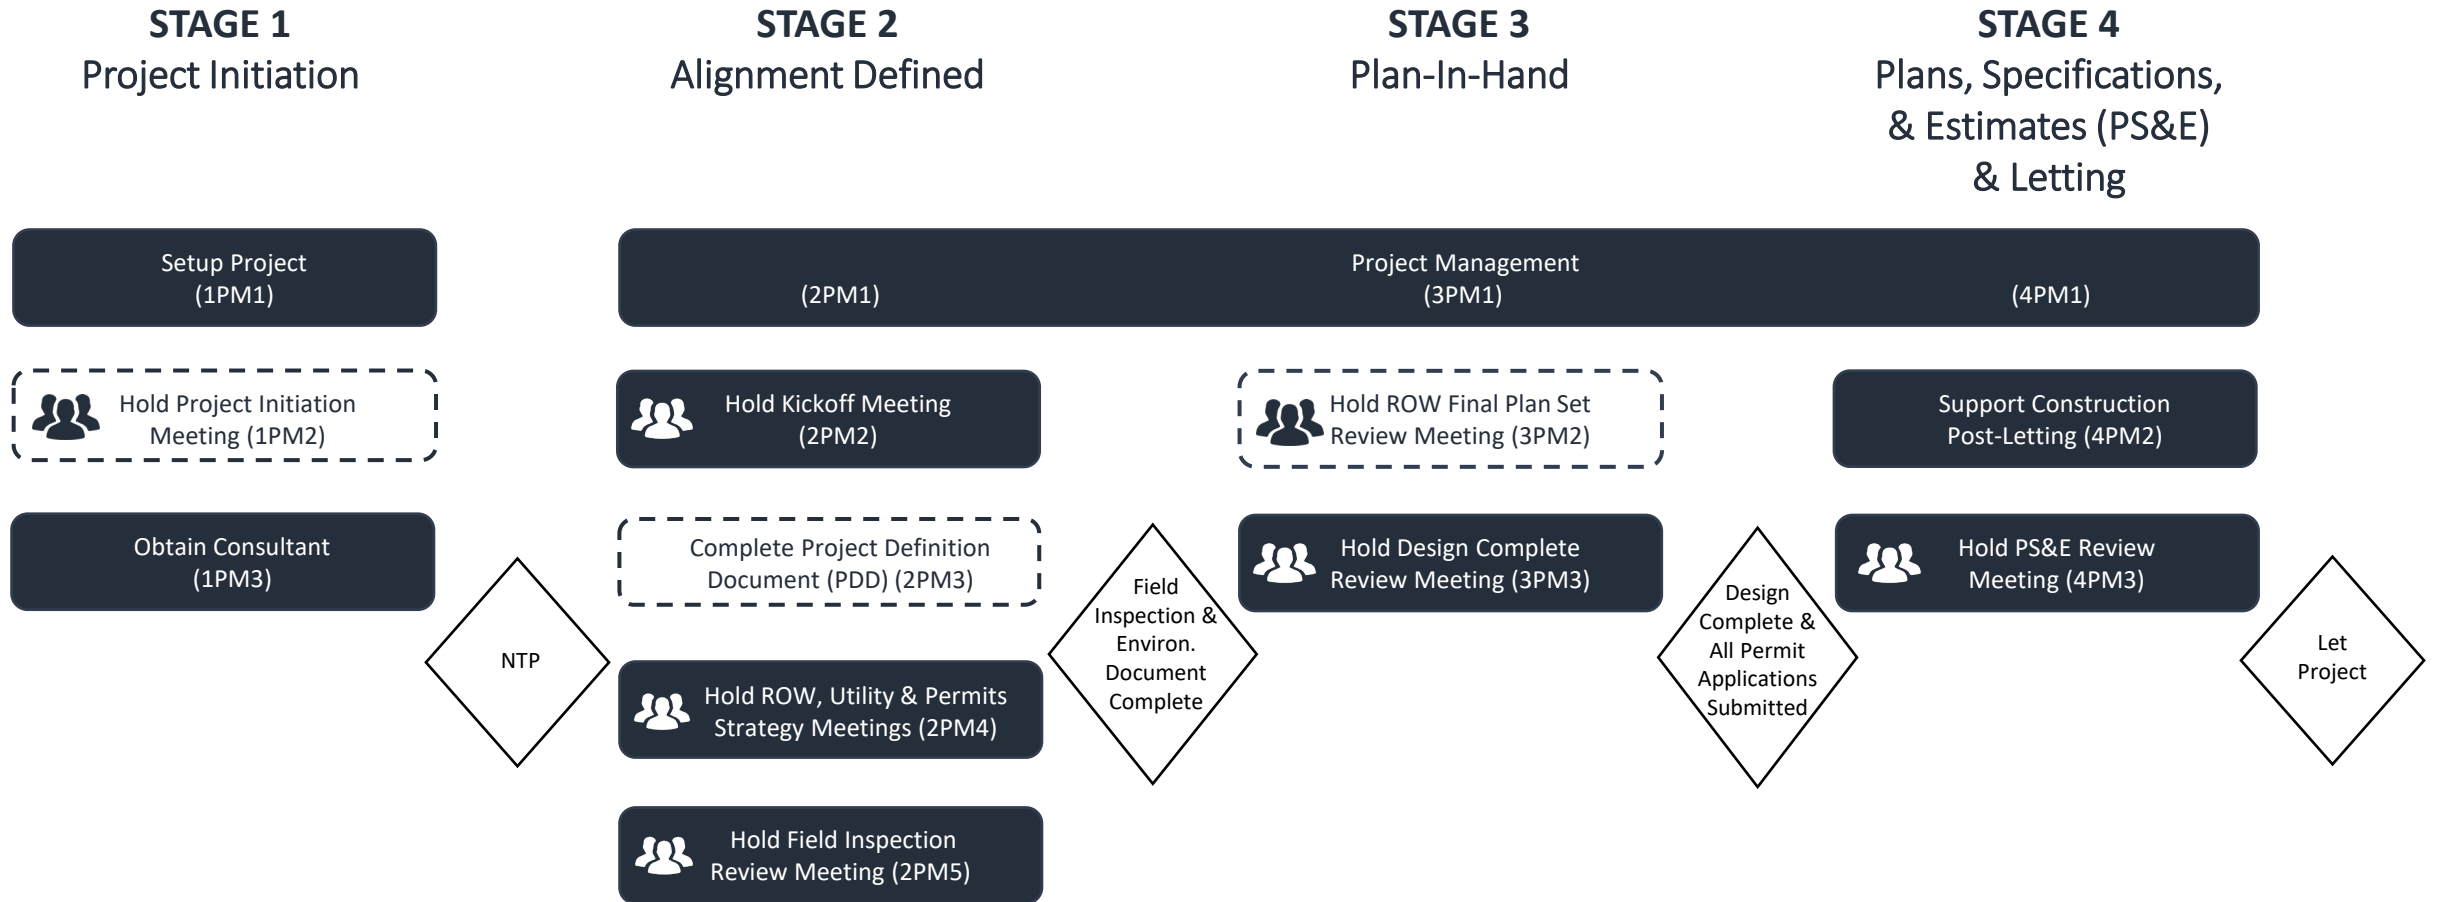 STAGE 1
Project Initiation
STAGE 2
Alignment Defined
STAGE 3
Plan-In-Hand
STAGE 4
Plans, Specifications,
& Estimates (PS&E)
& Letting
Setup Project
(1PM1)
Project Management
(2PM1)
(3PM1)
(4PM1)
Hold Project Initiation
Meeting (1PM2)
Hold Kickoff Meeting
(2PM2)
Hold ROW Final Plan Set
Review Meeting (3PM2)
Support Construction
Post-Letting (4PM2)
Obtain Consultant
(1PM3)
Complete Project Definition
Document (PDD) (2PM3)
Hold Design Complete
Review Meeting (3PM3)
Hold PS&E Review
Meeting (4PM3)
NTP
Field
Inspection &
Environ.
Document
Complete
Design
Complete &
All Permit
Applications
Submitted
Let
Project
Hold ROW, Utility & Permits
Strategy Meetings (2PM4)
Hold Field Inspection
Review Meeting (2PM5)